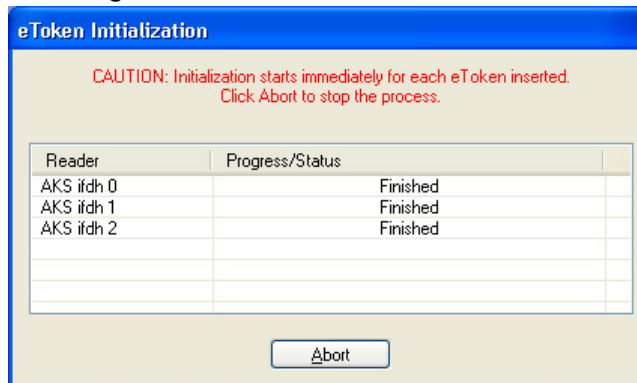 eToken Initialization
CAUTION: Initialization starts immediately for each eToken inserted.
Click Abort to stop the process.
Reader Progress/Status
AKS ifdh 0 Finished
AKS ifdh 1 Finished
AKS ifdh 2 Finished
Abort